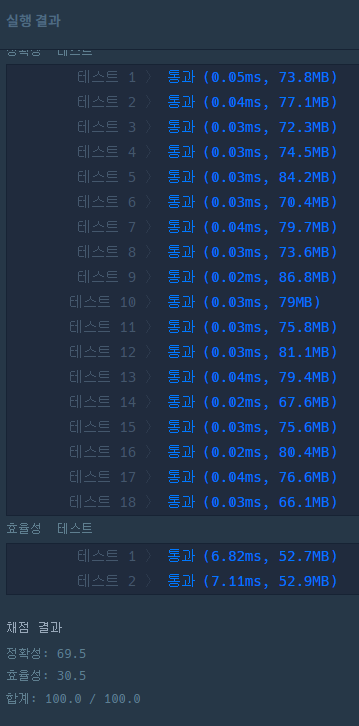 실행 결과
정확성 테스트
테스트 1 〉 통과 (0.05ms, 73.8MB)
테스트 2 〉 통과 (0.04ms, 77.1MB)
테스트 3 〉 통과 (0.03ms, 72.3MB)
테스트 4 〉 통과 (0.03ms, 74.5MB)
테스트 5 〉 통과 (0.03ms, 84.2MB)
테스트 6 〉 통과 (0.03ms, 70.4MB)
테스트 7 〉 통과 (0.04ms, 79.7MB)
테스트 8 〉 통과 (0.03ms, 73.6MB)
테스트 9 〉 통과 (0.02ms, 86.8MB)
테스트 10 〉 통과 (0.03ms, 79MB)
테스트 11 〉 통과 (0.03ms, 75.8MB)
테스트 12 〉 통과 (0.03ms, 81.1MB)
테스트 13 〉 통과 (0.04ms, 79.4MB)
테스트 14 〉 통과 (0.02ms, 67.6MB)
테스트 15 〉 통과 (0.03ms, 75.6MB)
테스트 16 〉 통과 (0.02ms, 80.4MB)
테스트 17 〉 통과 (0.04ms, 76.6MB)
테스트 18 〉 통과 (0.03ms, 66.1MB)
효율성 테스트
테스트 1 〉 통과 (6.82ms, 52.7MB)
테스트 2 〉 통과 (7.11ms, 52.9MB)
채점 결과
정확성: 69.5
효율성: 30.5
합계: 100.0 / 100.0